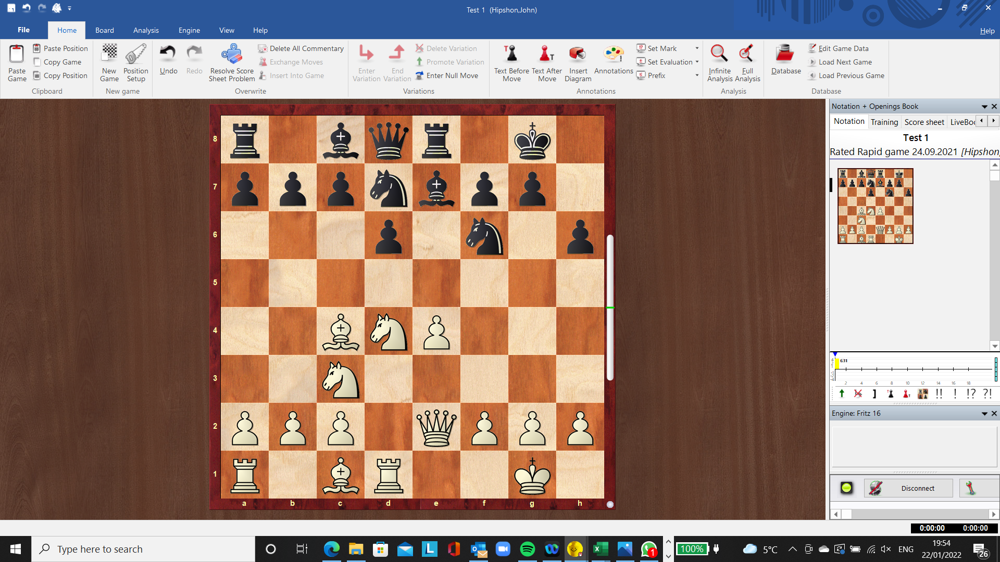 Test 1 (Hipshon,John)
File Home Board Analysis Engine View Help
Help
Paste Game
Paste Position
Copy Game
Copy Position
Clipboard
New Game
Position Setup
New game
Undo
Redo
Resolve Score Sheet Problem
Delete All Commentary
Exchange Moves
Insert Into Game
Overwrite
Enter Variation
End Variation
Delete Variation
Promote Variation
Enter Null Move
Variations
Text Before Move
Text After Move
Insert Diagram
Annotations
Set Mark
Set Evaluation
Prefix
Annotations
Infinite Analysis
Full Analysis
Analysis
Database
Edit Game Data
Load Next Game
Load Previous Game
Database
8
7
6
5
4
3
2
1
a b c d e f g h
Notation + Openings Book
Notation Training Score sheet LiveBoo
Test 1
Rated Rapid game 24.09.2021 [Hipshon,
631
2 4 6 8 10 12 14 16 18
] !! ! !? ?!
Engine: Fritz 16
Disconnect
0:00:00 0:00:00
Type here to search
1
100%
5°C
ENG
19:54
22/01/2022
26